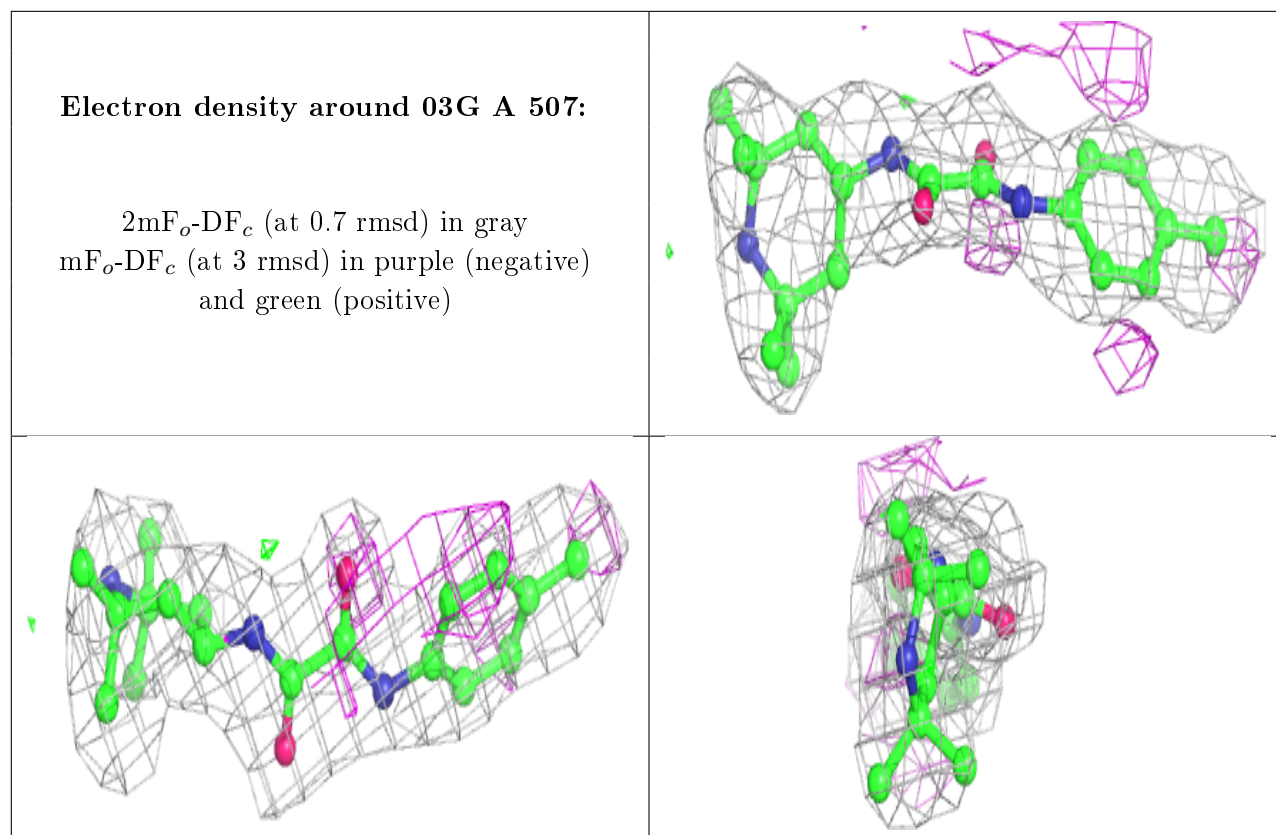 Electron density around 03G A 507:
2mFo-DFc (at 0.7 rmsd) in gray
mFo-DFc (at 3 rmsd) in purple (negative)
and green (positive)